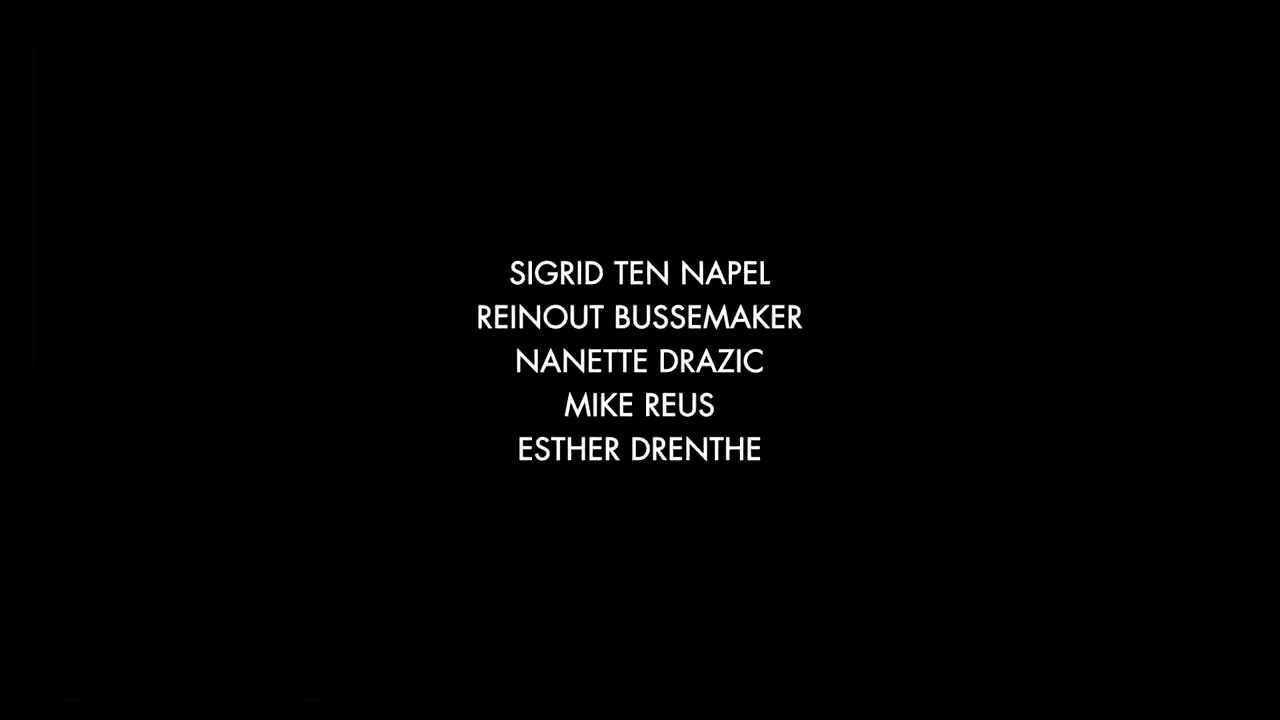 SIGRID TEN NAPEL
REINOUT BUSSEMAKER
NANETTE DRAZIC
MIKE REUS
ESTHER DRENTHE